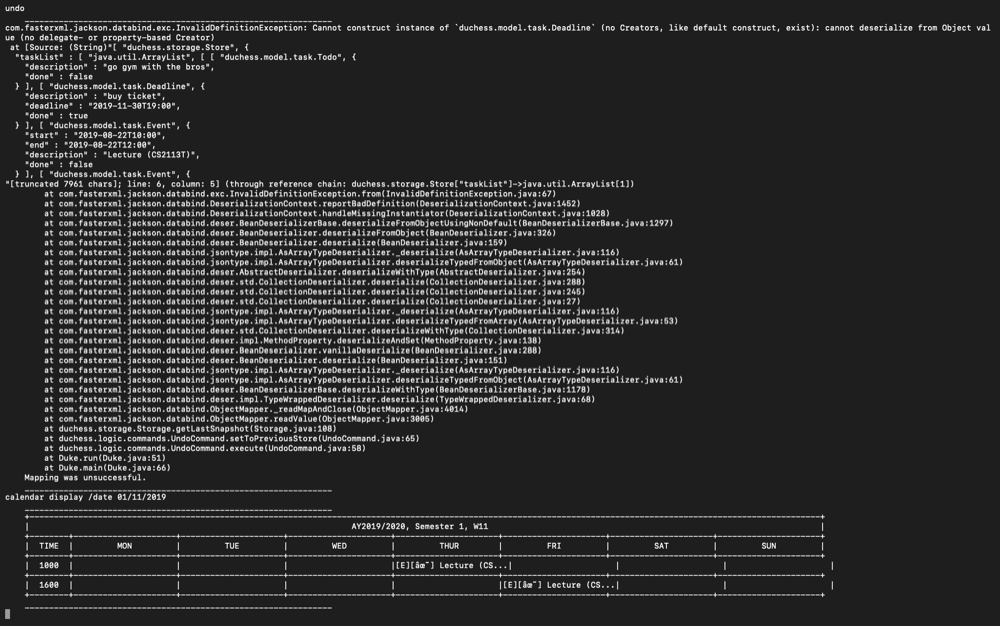 undo
com.fasterxml.jackson.databind.exc.InvalidDefinitionException: Cannot construct instance of `duchess.model.task.Deadline` (no Creators, like default construct, exist): cannot deserialize from Object val
ue (no delegate- or property-based Creator)
at [Source: (String)"[ "duchess.storage.Store", {
"taskList" : [ "java.util.ArrayList", [ [ "duchess.model.task.Todo", {
"description" : "go gym with the bros",
"done" : false
} ], [ "duchess.model.task.Deadline", {
"description" : "buy ticket",
"deadline" : "2019-11-30T19:00",
"done" : true
} ], [ "duchess.model.task.Event", {
"start" : "2019-08-22T10:00",
"end" : "2019-08-22T12:00",
"description" : "Lecture (CS2113T)",
"done" : false
} ], [ "duchess.model.task.Event", {
"[truncated 7961 chars]; line: 6, column: 5] (through reference chain: duchess.storage.Store["taskList"]->java.util.ArrayList[1])
at com.fasterxml.jackson.databind.exc.InvalidDefinitionException.from(InvalidDefinitionException.java:67)
at com.fasterxml.jackson.databind.DeserializationContext.reportBadDefinition(DeserializationContext.java:1452)
at com.fasterxml.jackson.databind.DeserializationContext.handleMissingInstantiator(DeserializationContext.java:1028)
at com.fasterxml.jackson.databind.deser.BeanDeserializerBase.deserializeFromObjectUsingNonDefault(BeanDeserializerBase.java:1297)
at com.fasterxml.jackson.databind.deser.BeanDeserializer.deserializeFromObject(BeanDeserializer.java:326)
at com.fasterxml.jackson.databind.deser.BeanDeserializer.deserialize(BeanDeserializer.java:159)
at com.fasterxml.jackson.databind.jsontype.impl.AsArrayTypeDeserializer._deserialize(AsArrayTypeDeserializer.java:116)
at com.fasterxml.jackson.databind.jsontype.impl.AsArrayTypeDeserializer.deserializeTypedFromObject(AsArrayTypeDeserializer.java:61)
at com.fasterxml.jackson.databind.deser.AbstractDeserializer.deserializeWithType(AbstractDeserializer.java:254)
at com.fasterxml.jackson.databind.deser.std.CollectionDeserializer.deserialize(CollectionDeserializer.java:288)
at com.fasterxml.jackson.databind.deser.std.CollectionDeserializer.deserialize(CollectionDeserializer.java:245)
at com.fasterxml.jackson.databind.deser.std.CollectionDeserializer.deserialize(CollectionDeserializer.java:27)
at com.fasterxml.jackson.databind.jsontype.impl.AsArrayTypeDeserializer._deserialize(AsArrayTypeDeserializer.java:116)
at com.fasterxml.jackson.databind.jsontype.impl.AsArrayTypeDeserializer.deserializeTypedFromArray(AsArrayTypeDeserializer.java:53)
at com.fasterxml.jackson.databind.deser.std.CollectionDeserializer.deserializeWithType(CollectionDeserializer.java:314)
at com.fasterxml.jackson.databind.deser.impl.MethodProperty.deserializeAndSet(MethodProperty.java:138)
at com.fasterxml.jackson.databind.deser.BeanDeserializer.vanillaDeserialize(BeanDeserializer.java:288)
at com.fasterxml.jackson.databind.deser.BeanDeserializer.deserialize(BeanDeserializer.java:151)
at com.fasterxml.jackson.databind.jsontype.impl.AsArrayTypeDeserializer._deserialize(AsArrayTypeDeserializer.java:116)
at com.fasterxml.jackson.databind.jsontype.impl.AsArrayTypeDeserializer.deserializeTypedFromObject(AsArrayTypeDeserializer.java:61)
at com.fasterxml.jackson.databind.deser.BeanDeserializerBase.deserializeWithType(BeanDeserializerBase.java:1178)
at com.fasterxml.jackson.databind.deser.impl.TypeWrappedDeserializer.deserialize(TypeWrappedDeserializer.java:68)
at com.fasterxml.jackson.databind.ObjectMapper._readMapAndClose(ObjectMapper.java:4014)
at com.fasterxml.jackson.databind.ObjectMapper.readValue(ObjectMapper.java:3005)
at duchess.storage.Storage.getLastSnapshot(Storage.java:108)
at duchess.logic.commands.UndoCommand.setToPreviousStore(UndoCommand.java:65)
at duchess.logic.commands.UndoCommand.execute(UndoCommand.java:58)
at Duke.run(Duke.java:51)
at Duke.main(Duke.java:66)
Mapping was unsuccessful.
calendar display /date 01/11/2019
AY2019/2020, Semester 1, W11
| TIME | MON | TUE | WED | THUR | FRI | SAT | SUN |
| 1000 | | | |[E][âœ˜] Lecture (CS...| | | |
| 1600 | | | | |[E][âœ˜] Lecture (CS...| | |